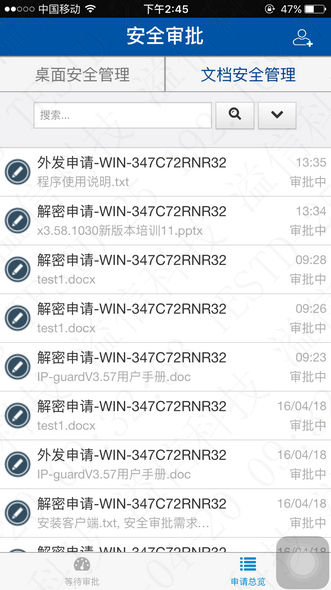 中国移动 下午2:45 47%
安全审批
桌面安全管理 文档安全管理
搜索...
外发申请-WIN-347C72RNR32 13:35
程序使用说明.txt 审批中
解密申请-WIN-347C72RNR32 13:34
x3.58.1030新版本培训11.pptx 审批中
解密申请-WIN-347C72RNR32 09:28
test1.docx 审批中
解密申请-WIN-347C72RNR32 09:26
test1.docx 审批中
解密申请-WIN-347C72RNR32 09:23
IP-guardV3.57用户手册.doc 审批中
解密申请-WIN-347C72RNR32 16/04/18
test1.docx 审批中
外发申请-WIN-347C72RNR32 16/04/18
IP-guardV3.57用户手册.doc 审批中
解密申请-WIN-347C72RNR32 16/04/18
安装客户端.txt, 安全审批需求... 审批中
解密申请-WIN-347C72RNR32 16/04/18
等待审批 申请总览